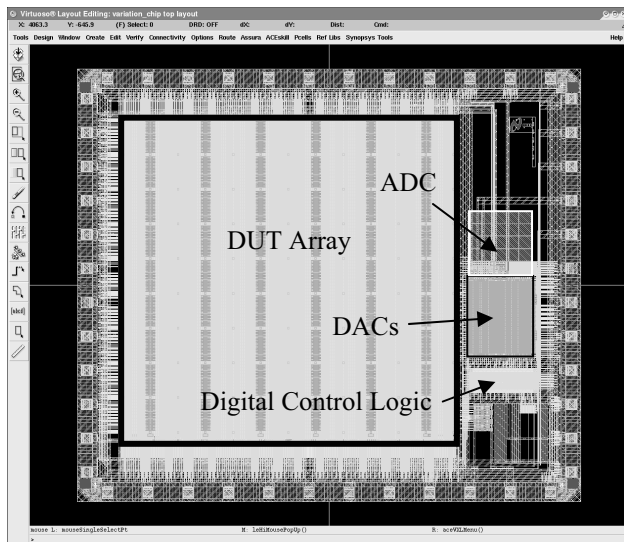 Virtuoso® Layout Editing: variation_chip top layout
X: 4063.3 Y: -645.9 (F) Select: 0 DRD: OFF dX: dY: Dist: Cmd:
Tools Design Window Create Edit Verify Connectivity Options Route Assura ACEskill Pcells Ref Libs Synopsys Tools Help
ADC
DUT Array
DACs
Digital Control Logic
[abcd]
mouse L: mouseSingleSelectPt M: leHiMousePopUp() R: aceVXLMenu()
>